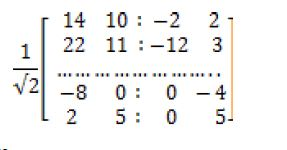 14 10 : -2 2
22 11 : -12 3
1
√2
.........................
-8 0 : 0 -4
2 5 : 0 5